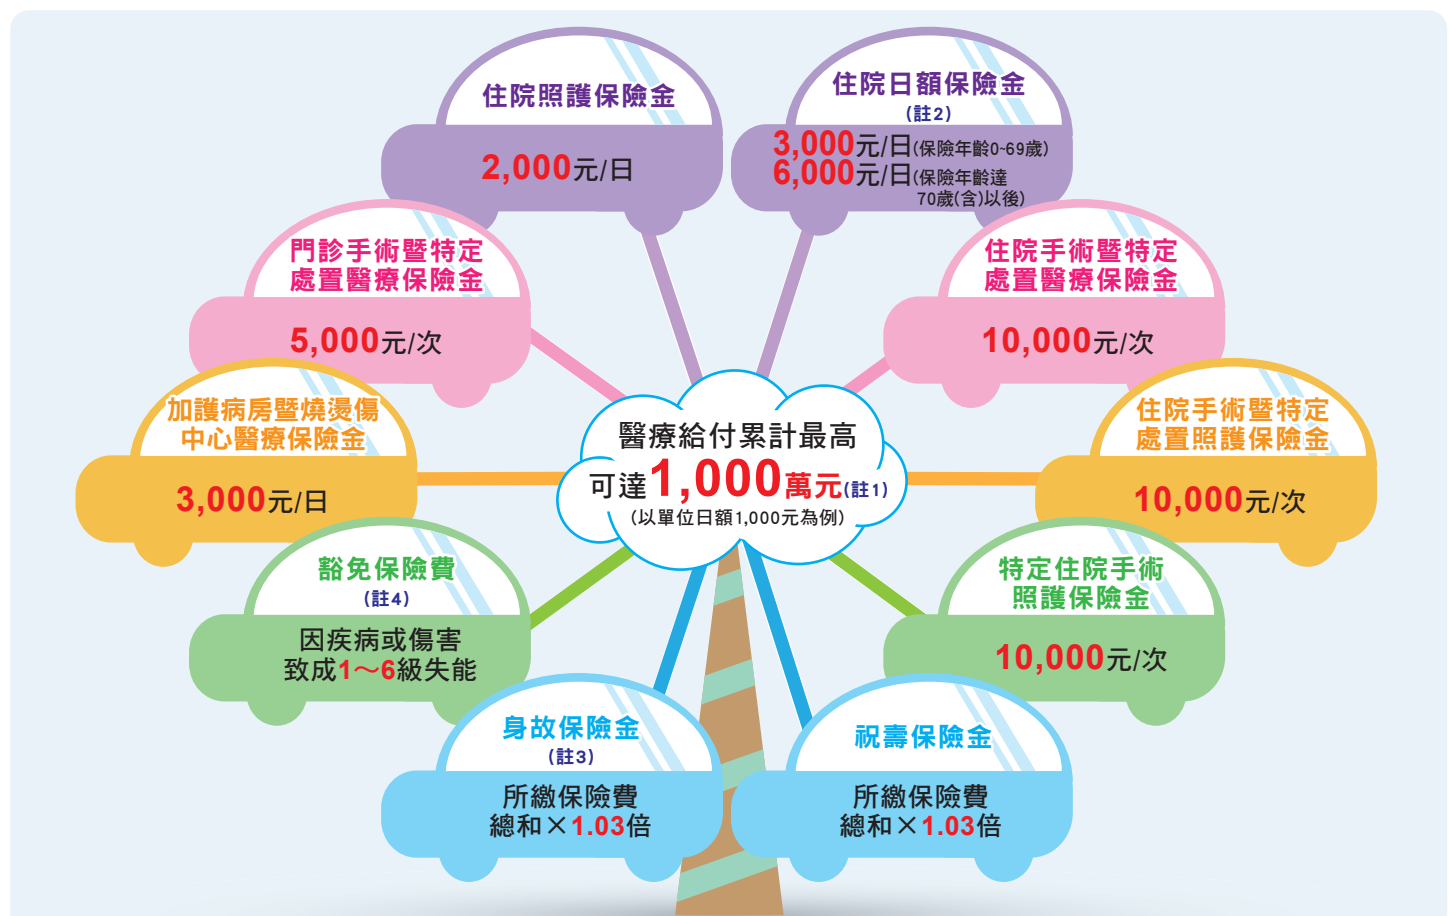 住院照護保險金
2,000元/日
住院日額保險金
(註2)
3,000元/日(保險年齡0~69歲)
6,000元/日(保險年齡達
70歲(含)以後)
門診手術暨特定
處置醫療保險金
5,000元/次
住院手術暨特定
處置醫療保險金
10,000元/次
加護病房暨燒燙傷
中心醫療保險金
3,000元/日
醫療給付累計最高
可達1,000萬元(註1)
(以單位日額1,000元為例)
住院手術暨特定
處置照護保險金
10,000元/次
豁免保險費
(註4)
因疾病或傷害
致成1～6級失能
特定住院手術
照護保險金
10,000元/次
身故保險金
(註3)
所繳保險費
總和×1.03倍
祝壽保險金
所繳保險費
總和×1.03倍